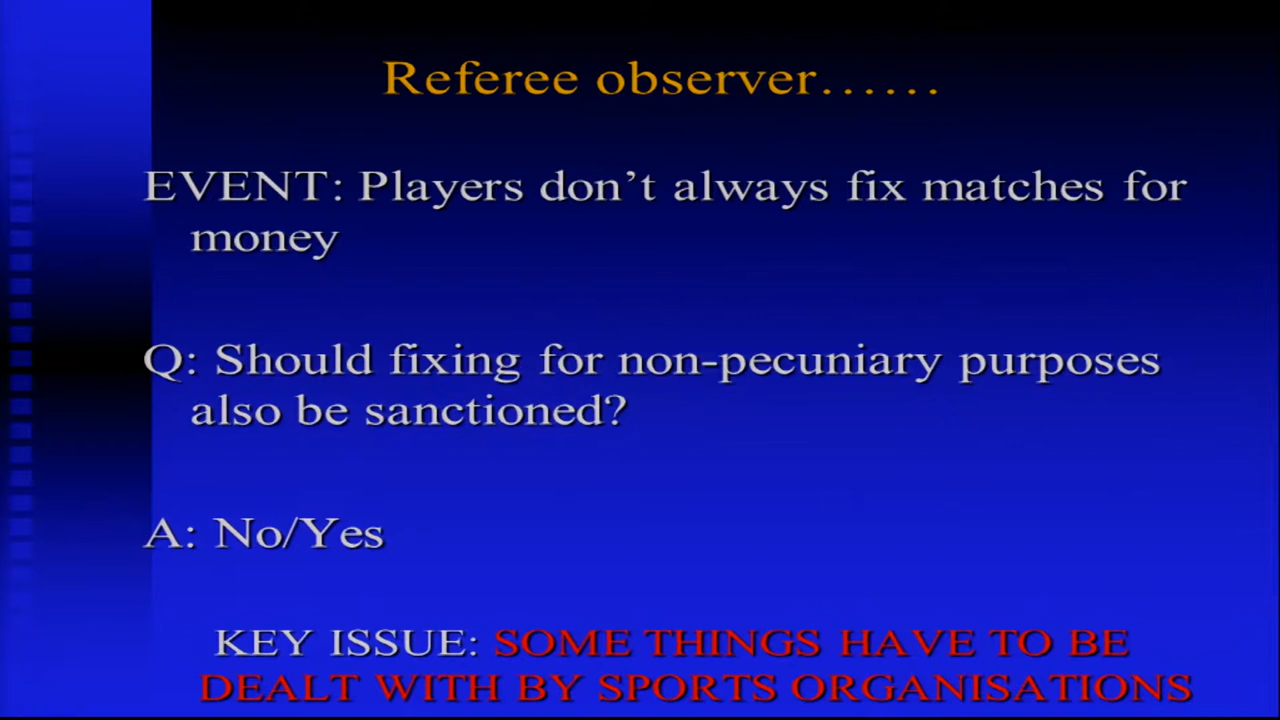 Referee observer……
EVENT: Players don’t always fix matches for
money
Q: Should fixing for non-pecuniary purposes
also be sanctioned?
A: No/Yes
KEY ISSUE: SOME THINGS HAVE TO BE
DEALT WITH BY SPORTS ORGANISATIONS